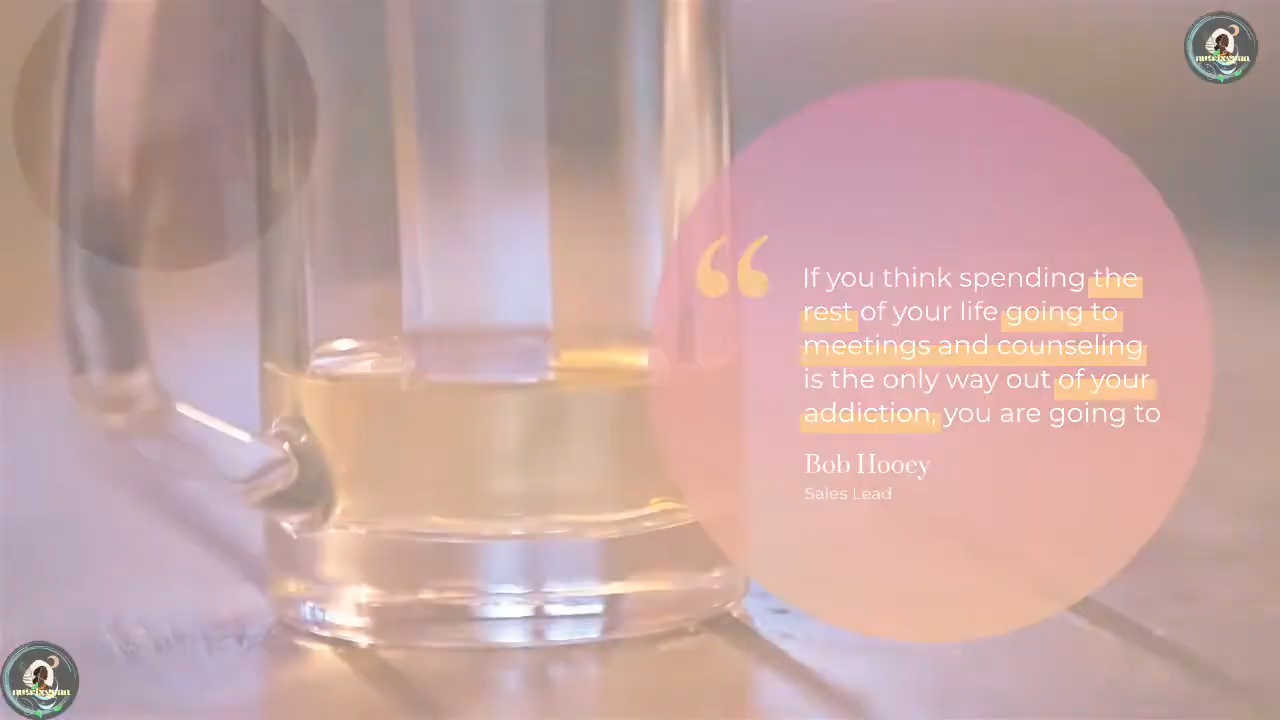 If you think spending the
rest of your life going to
meetings and counseling
is the only way out of your
addiction, you are going to
Bob Hooey
Sales Lead